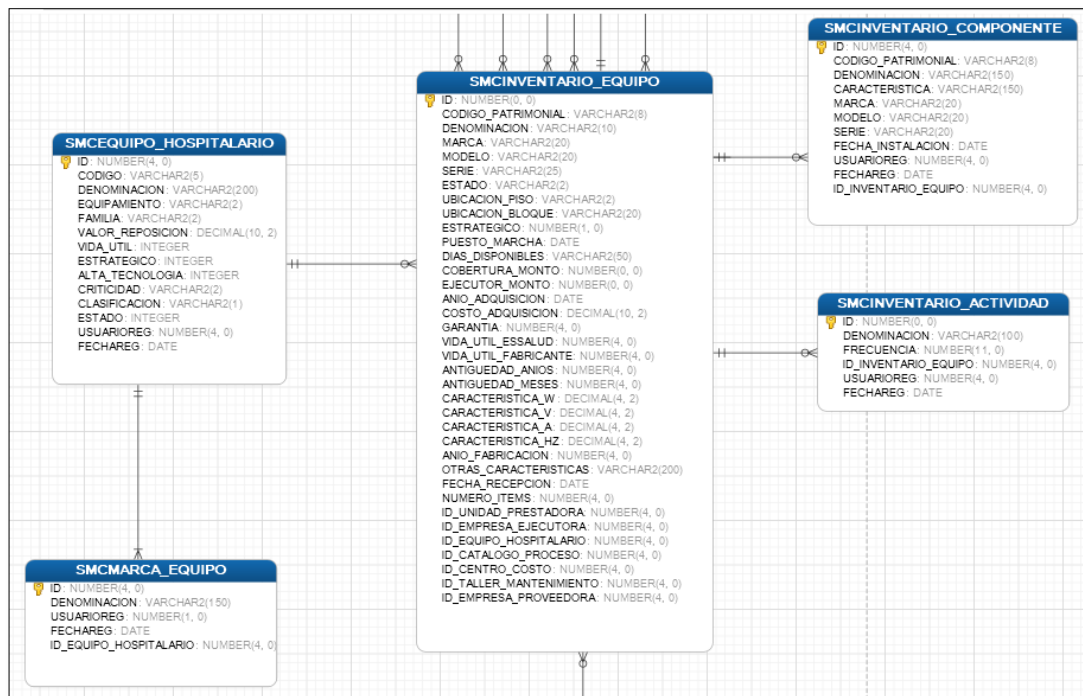 SMCINVENTARIO_COMPONENTE
ID: NUMBER(4, 0)
CODIGO_PATRIMONIAL: VARCHAR2(8)
DENOMINACION: VARCHAR2(150)
CARACTERISTICA: VARCHAR2(150)
MARCA: VARCHAR2(20)
MODELO: VARCHAR2(20)
SERIE: VARCHAR2(20)
FECHA_INSTALACION: DATE
USUARIOREG: NUMBER(4, 0)
FECHAREG: DATE
ID_INVENTARIO_EQUIPO: NUMBER(4, 0)
SMCINVENTARIO_EQUIPO
ID: NUMBER(0, 0)
CODIGO_PATRIMONIAL: VARCHAR2(8)
DENOMINACION: VARCHAR2(10)
MARCA: VARCHAR2(20)
MODELO: VARCHAR2(20)
SERIE: VARCHAR2(25)
ESTADO: VARCHAR2(2)
UBICACION_PISO: VARCHAR2(2)
UBICACION_BLOQUE: VARCHAR2(20)
ESTRATEGICO: NUMBER(1, 0)
PUESTO_MARCHA: DATE
DIAS_DISPONIBLES: VARCHAR2(50)
COBERTURA_MONTO: NUMBER(0, 0)
EJECUTOR_MONTO: NUMBER(0, 0)
ANIO_ADQUISICION: DATE
COSTO_ADQUISICION: DECIMAL(10, 2)
GARANTIA: NUMBER(4, 0)
VIDA_UTIL_ESSALUD: NUMBER(4, 0)
VIDA_UTIL_FABRICANTE: NUMBER(4, 0)
ANTIGUEDAD_ANIOS: NUMBER(4, 0)
ANTIGUEDAD_MESES: NUMBER(4, 0)
CARACTERISTICA_W: DECIMAL(4, 2)
CARACTERISTICA_V: DECIMAL(4, 2)
CARACTERISTICA_A: DECIMAL(4, 2)
CARACTERISTICA_HZ: DECIMAL(4, 2)
ANIO_FABRICACION: NUMBER(4, 0)
OTRAS_CARACTERISTICAS: VARCHAR2(200)
FECHA_RECEPCION: DATE
NUMERO_ITEMS: NUMBER(4, 0)
ID_UNIDAD_PRESTADORA: NUMBER(4, 0)
ID_EMPRESA_EJECUTORA: NUMBER(4, 0)
ID_EQUIPO_HOSPITALARIO: NUMBER(4, 0)
ID_CATALOGO_PROCESO: NUMBER(4, 0)
ID_CENTRO_COSTO: NUMBER(4, 0)
ID_TALLER_MANTENIMIENTO: NUMBER(4, 0)
ID_EMPRESA_PROVEEDORA: NUMBER(4, 0)
SMCEQUIPO_HOSPITALARIO
ID: NUMBER(4, 0)
CODIGO: VARCHAR2(5)
DENOMINACION: VARCHAR2(200)
EQUIPAMIENTO: VARCHAR2(2)
FAMILIA: VARCHAR2(2)
VALOR_REPOSICION: DECIMAL(10, 2)
VIDA_UTIL: INTEGER
ESTRATEGICO: INTEGER
ALTA_TECNOLOGIA: INTEGER
CRITICIDAD: VARCHAR2(2)
CLASIFICACION: VARCHAR2(1)
ESTADO: INTEGER
USUARIOREG: NUMBER(4, 0)
FECHAREG: DATE
SMCINVENTARIO_ACTIVIDAD
ID: NUMBER(0, 0)
DENOMINACION: VARCHAR2(100)
FRECUENCIA: NUMBER(11, 0)
ID_INVENTARIO_EQUIPO: NUMBER(4, 0)
USUARIOREG: NUMBER(4, 0)
FECHAREG: DATE
SMCMARCA_EQUIPO
ID: NUMBER(4, 0)
DENOMINACION: VARCHAR2(150)
USUARIOREG: NUMBER(1, 0)
FECHAREG: DATE
ID_EQUIPO_HOSPITALARIO: NUMBER(4, 0)